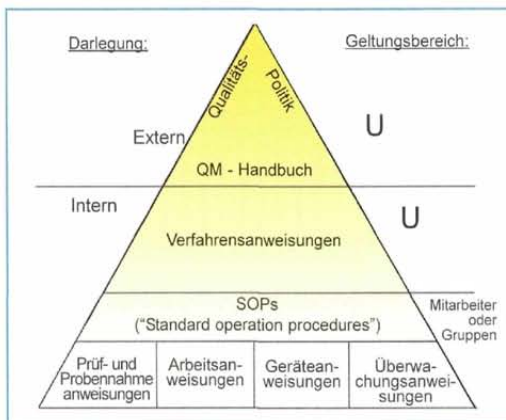 Darlegung:
Geltungsbereich:
Qualitäts-
Politik
Extern
U
QM - Handbuch
Intern
U
Verfahrensanweisungen
SOPs
("Standard operation procedures")
Mitarbeiter
oder
Gruppen
Prüf- und
Probennahme
anweisungen
Arbeitsan-
weisungen
Gerätean-
weisungen
Überwa-
chungsanwei-
sungen